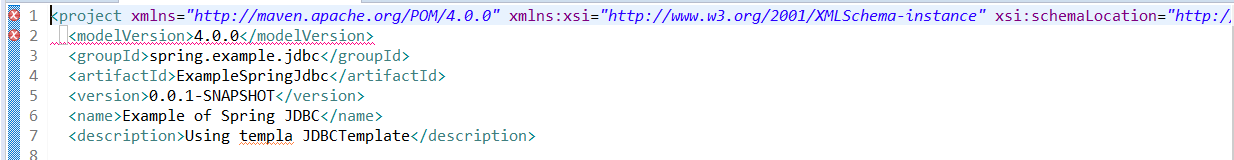 1 <project xmlns="http://maven.apache.org/POM/4.0.0" xmlns:xsi="http://www.w3.org/2001/XMLSchema-instance" xsi:schemaLocation="http:/
2 <modelVersion>4.0.0</modelVersion>
3 <groupId>spring.example.jdbc</groupId>
4 <artifactId>ExampleSpringJdbc</artifactId>
5 <version>0.0.1-SNAPSHOT</version>
6 <name>Example of Spring JDBC</name>
7 <description>Using templa JDBCTemplate</description>
8